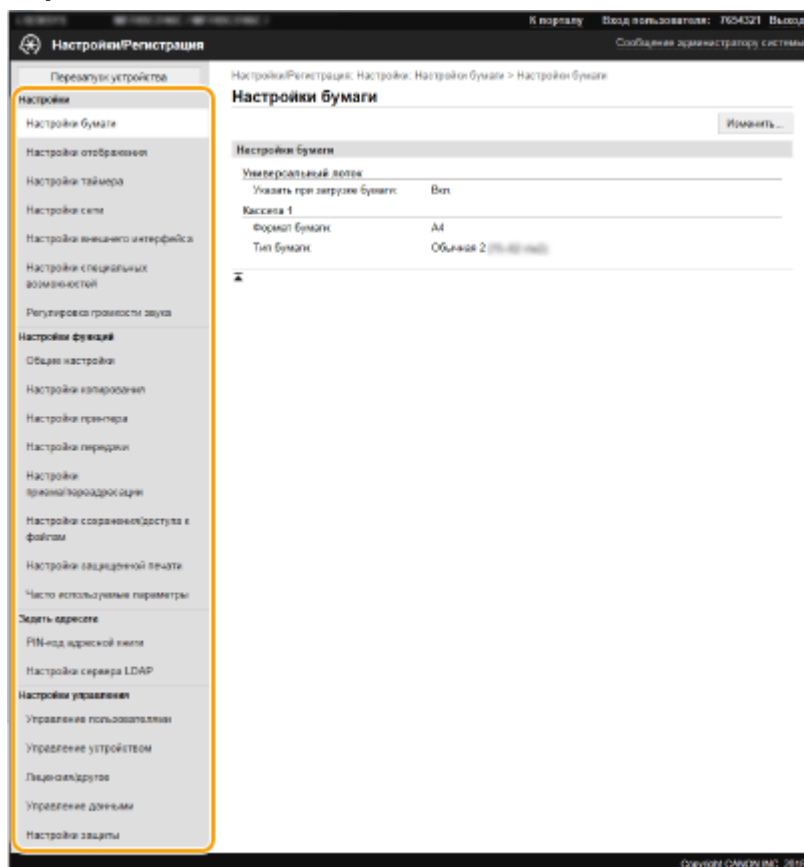 К порталу Вход пользователя: 7654321 Выход
Настройки/Регистрация
Сообщение администратору системы
Перезапуск устройства
Настройки
Настройки бумаги
Настройки отображения
Настройки таймера
Настройки сети
Настройки внешнего интерфейса
Настройки специальных
возможностей
Регулировка громкости звука
Настройки функций
Общие настройки
Настройки копирования
Настройки принтера
Настройки передачи
Настройки
приема/переадресации
Настройки сохранения/доступа к
файлам
Настройки защищенной печати
Часто используемые параметры
Задать адресата
PIN-код адресной книги
Настройки сервера LDAP
Настройки управления
Управление пользователями
Управление устройством
Лицензия/другое
Управление данными
Настройки защиты
Настройки/Регистрация: Настройки: Настройки бумаги > Настройки бумаги
Настройки бумаги
Изменить...
Настройки бумаги
Универсальный лоток
Указать при загрузке бумаги: Вкл.
Кассета 1
Формат бумаги: A4
Тип бумаги: Обычная 2
Copyright CANON INC.